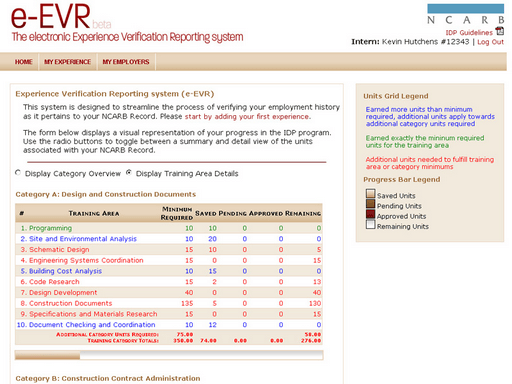 e-EVR beta
The electronic Experience Verification Reporting system
NCARB
IDP Guidelines
Intern: Kevin Hutchens #12343 | Log Out
HOME MY EXPERIENCE MY EMPLOYERS
Experience Verification Reporting system (e-EVR)
This system is designed to streamline the process of verifying your employment history
as it pertains to your NCARB Record. Please start by adding your first experience.
The form below displays a visual representation of your progress in the IDP program.
Use the radio buttons to toggle between a summary and detail view of the units
associated with your NCARB Record.
Display Category Overview Display Training Area Details
Category A: Design and Construction Documents
# TRAINING AREA MINIMUM REQUIRED SAVED PENDING APPROVED REMAINING
1. Programming 10 10 0 0 0
2. Site and Environmental Analysis 10 20 0 0 0
3. Schematic Design 15 10 0 0 5
4. Engineering Systems Coordination 15 0 0 0 15
5. Building Cost Analysis 10 15 0 0 0
6. Code Research 15 2 0 0 13
7. Design Development 40 0 0 0 40
8. Construction Documents 135 5 0 0 130
9. Specifications and Materials Research 15 0 0 0 15
10. Document Checking and Coordination 10 12 0 0 0
ADDITIONAL CATEGORY UNITS REQUIRED: 75.00 58.00
TRAINING CATEGORY TOTALS: 350.00 74.00 0.00 0.00 276.00
Category B: Construction Contract Administration
Units Grid Legend
Earned more units than minimum
required, additional units apply towards
additional category units required
Earned exactly the minimum required
units for the training area
Additional units needed to fulfill training
area or category minimums
Progress Bar Legend
Saved Units
Pending Units
Approved Units
Remaining Units